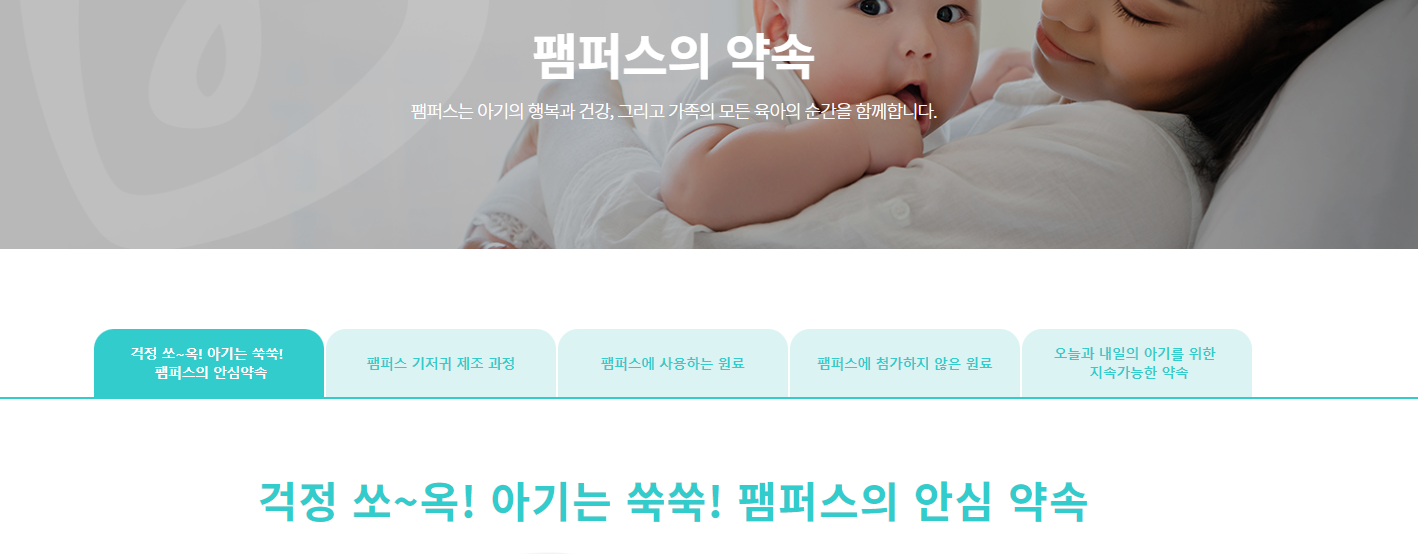 팸퍼스의 약속
팸퍼스는 아기의 행복과 건강, 그리고 가족의 모든 육아의 순간을 함께합니다.
걱정 쏘~옥! 아기는 쑥쑥!
팸퍼스의 안심약속
팸퍼스 기저귀 제조 과정
팸퍼스에 사용하는 원료
팸퍼스에 첨가하지 않은 원료
오늘과 내일의 아기를 위한
지속가능한 약속
걱정 쏘~옥! 아기는 쑥쑥! 팸퍼스의 안심 약속